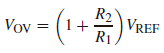 V_OV = (1 + R_2/R_1) V_REF